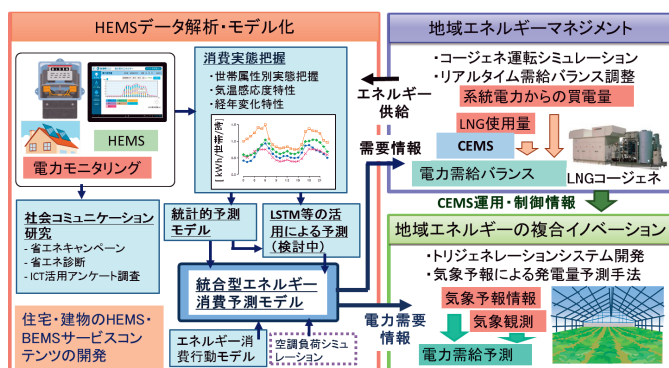 HEMSデータ解析・モデル化
HEMS
電力モニタリング
社会コミュニケーション
研究
- 省エネキャンペーン
- 省エネ診断
- ICT活用アンケート調査
住宅・建物のHEMS・
BEMSサービスコン
テンツの開発
消費実態把握
・世帯属性別実態把握
・気温感応度特性
・経年変化特性
[kWh/世帯(時)]
統計的予測
モデル
LSTM等の活
用による予測
(検討中)
統合型エネルギー
消費予測モデル
エネルギー消
費行動モデル
空調負荷シミュ
レーション
エネルギー
供給
需要情報
電力需要
情報
地域エネルギーマネジメント
・コージェネ運転シミュレーション
・リアルタイム需給バランス調整
系統電力からの買電量
LNG使用量
CEMS
電力需給バランス
LNGコージェネ
CEMS運用・制御情報
地域エネルギーの複合イノベーション
・トリジェネレーションシステム開発
・気象予報による発電量予測手法
気象予報情報
気象観測
電力需給予測